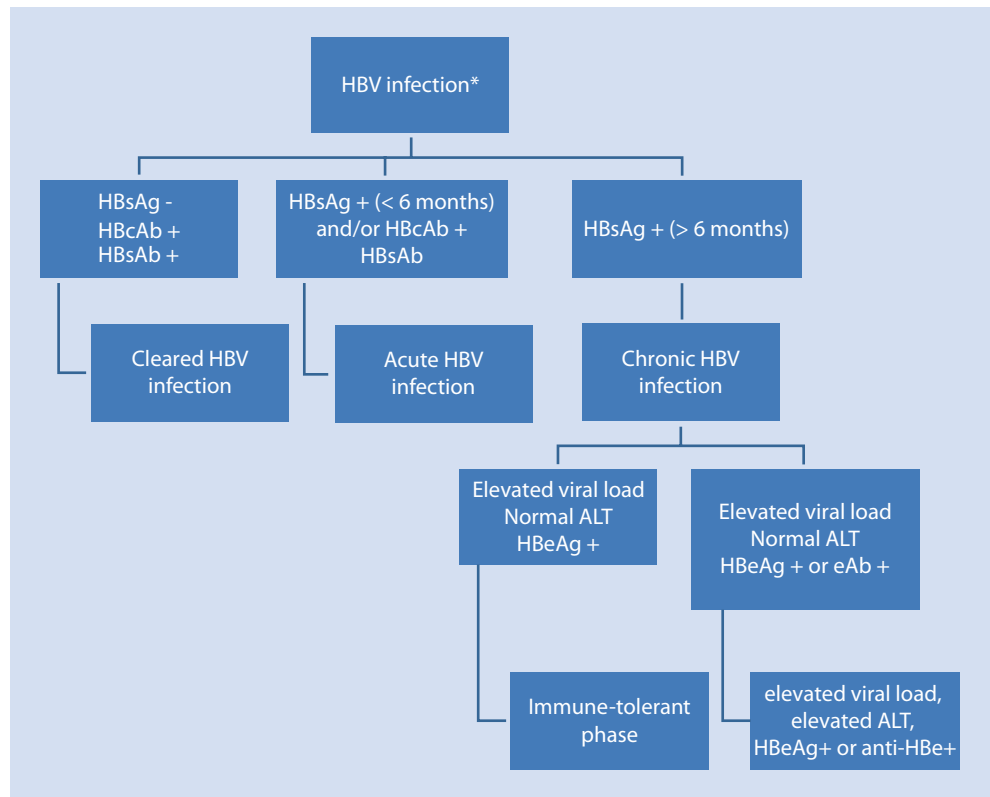 HBV infection*
HBsAg -
HBcAb +
HBsAb +
HBsAg + (< 6 months)
and/or HBcAb +
HBsAb
HBsAg + (> 6 months)
Cleared HBV
infection
Acute HBV
infection
Chronic HBV
infection
Elevated viral load
Normal ALT
HBeAg +
Elevated viral load
Normal ALT
HBeAg + or eAb +
Immune-tolerant
phase
elevated viral load,
elevated ALT,
HBeAg+ or anti-HBe+